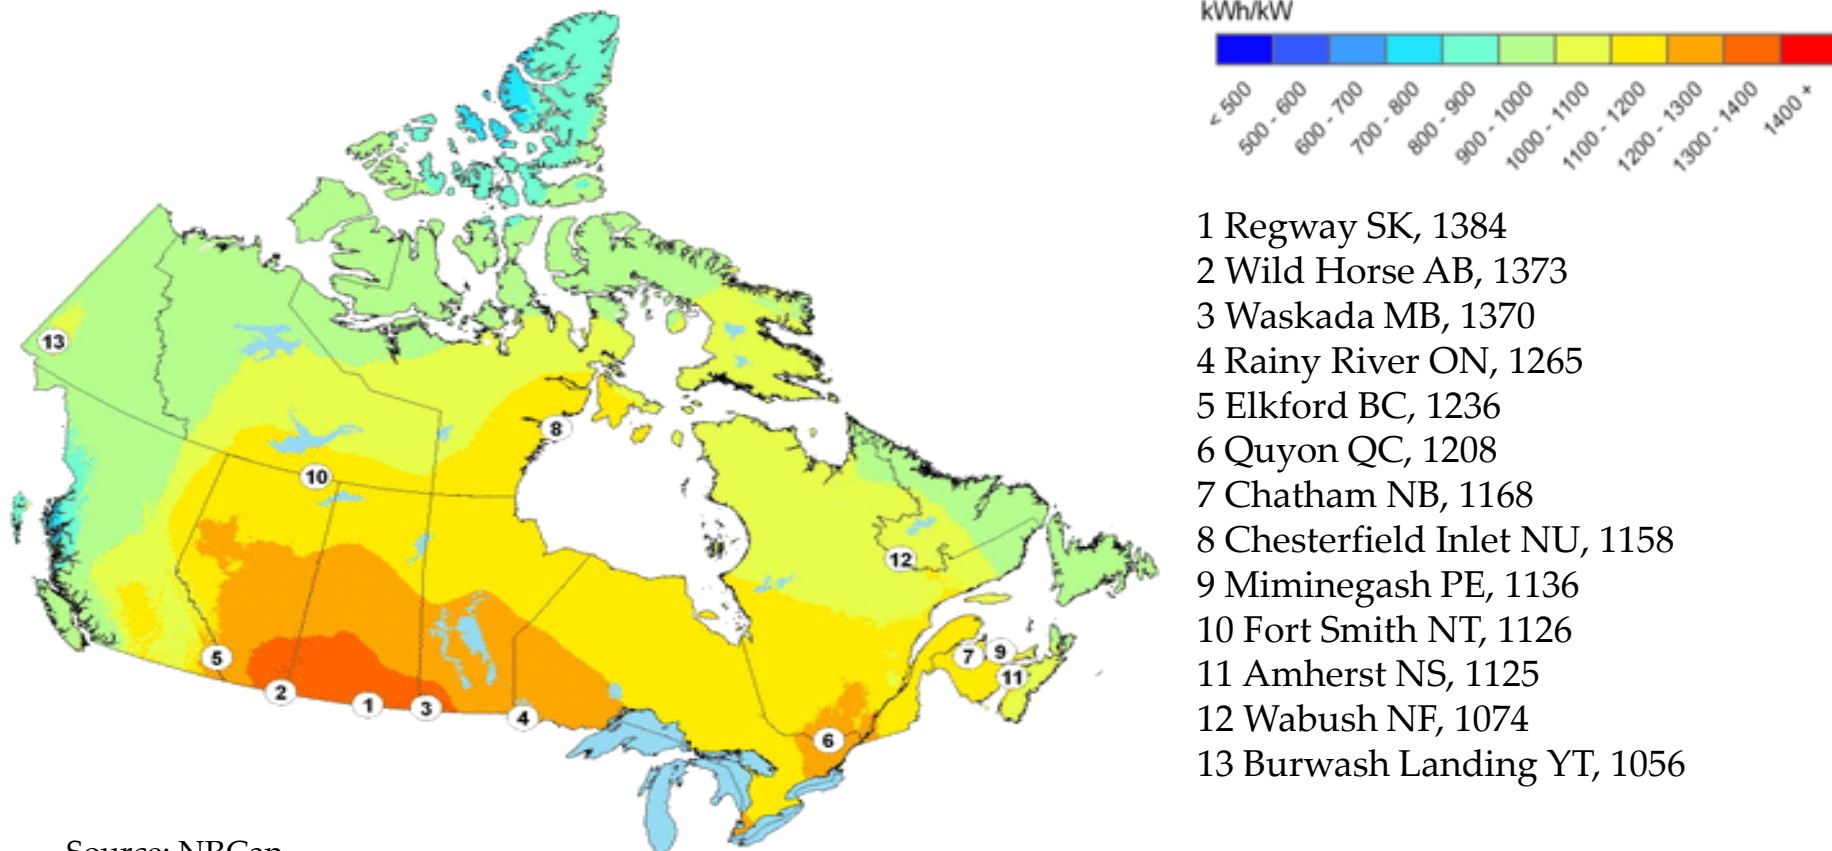 kWh/kW
< 500
500 - 600
600 - 700
700 - 800
800 - 900
900 - 1000
1000 - 1100
1100 - 1200
1200 - 1300
1300 - 1400
1400 +
1 Regway SK, 1384
2 Wild Horse AB, 1373
3 Waskada MB, 1370
4 Rainy River ON, 1265
5 Elkford BC, 1236
6 Quyon QC, 1208
7 Chatham NB, 1168
8 Chesterfield Inlet NU, 1158
9 Miminegash PE, 1136
10 Fort Smith NT, 1126
11 Amherst NS, 1125
12 Wabush NF, 1074
13 Burwash Landing YT, 1056
13
8
10
12
5
7
9
11
2
1
3
4
6
Source: NRCan